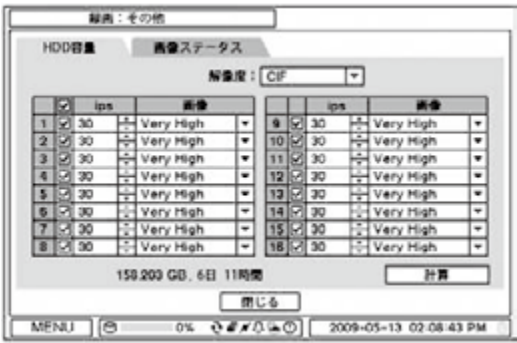 録画：その他
HDD容量 画像ステータス
解像度： CIF
ips 画像 ips 画像
1 30 Very High 9 30 Very High
2 30 Very High 10 30 Very High
3 30 Very High 11 30 Very High
4 30 Very High 12 30 Very High
5 30 Very High 13 30 Very High
6 30 Very High 14 30 Very High
7 30 Very High 15 30 Very High
8 30 Very High 16 30 Very High
158.203 GB, 6日 11時間 計算
閉じる
MENU 0% 2009-05-13 02:08:43 PM